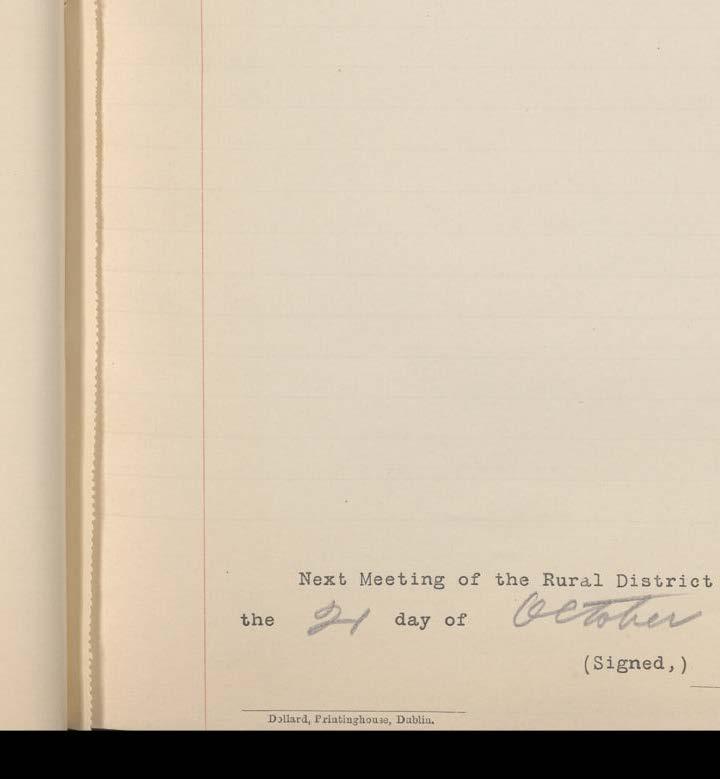 Next Meeting of the Rural District
the 21 day of October
(Signed,)
Dollard, Printinghouse, Dublin.